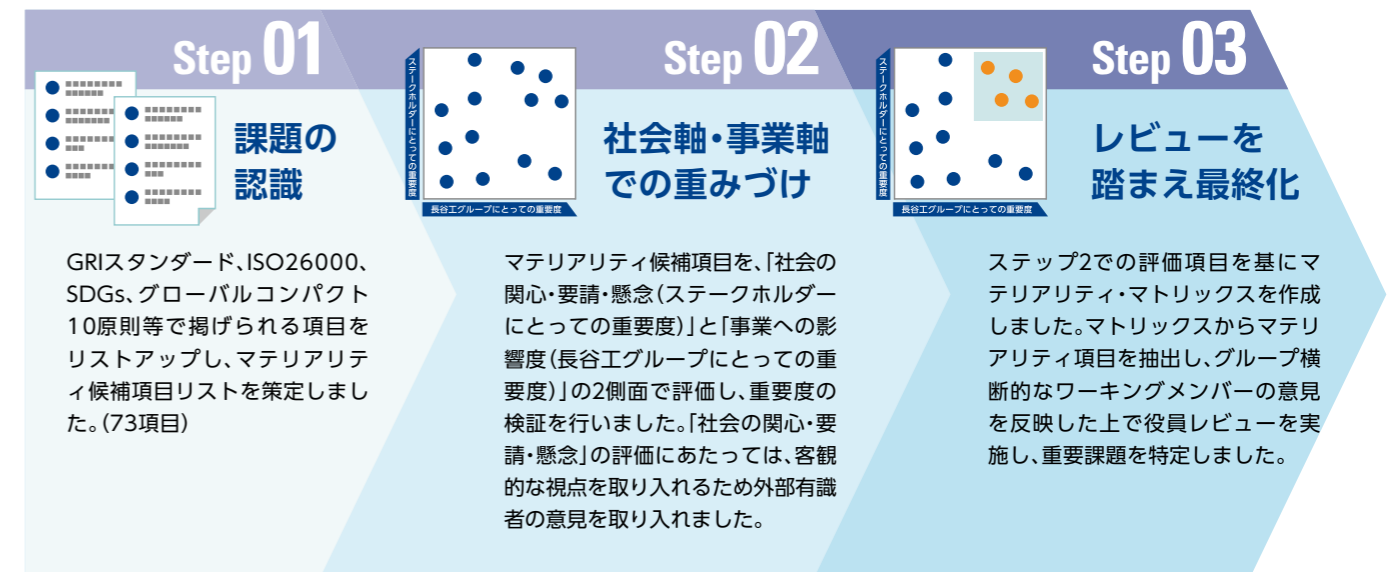 Step 01
課題の
認識
GRIスタンダード、ISO26000、
SDGs、グローバルコンパクト
10原則等で掲げられる項目を
リストアップし、マテリアリテ
ィ候補項目リストを策定しまし
た。(73項目)
ステークホルダーにとっての重要度
長谷工グループにとっての重要度
Step 02
社会軸・事業軸
での重みづけ
マテリアリティ候補項目を、「社会の
関心・要請・懸念(ステークホルダー
にとっての重要度)」と「事業への影
響度(長谷工グループにとっての重
要度)」の2側面で評価し、重要度の
検証を行いました。「社会の関心・要
請・懸念」の評価にあたっては、客観
的な視点を取り入れるため外部有識
者の意見を取り入れました。
ステークホルダーにとっての重要度
長谷工グループにとっての重要度
Step 03
レビューを
踏まえ最終化
ステップ2での評価項目を基にマ
テリアリティ・マトリックスを作成
しました。マトリックスからマテリ
アリティ項目を抽出し、グループ横
断的なワーキングメンバーの意見
を反映した上で役員レビューを実
施し、重要課題を特定しました。